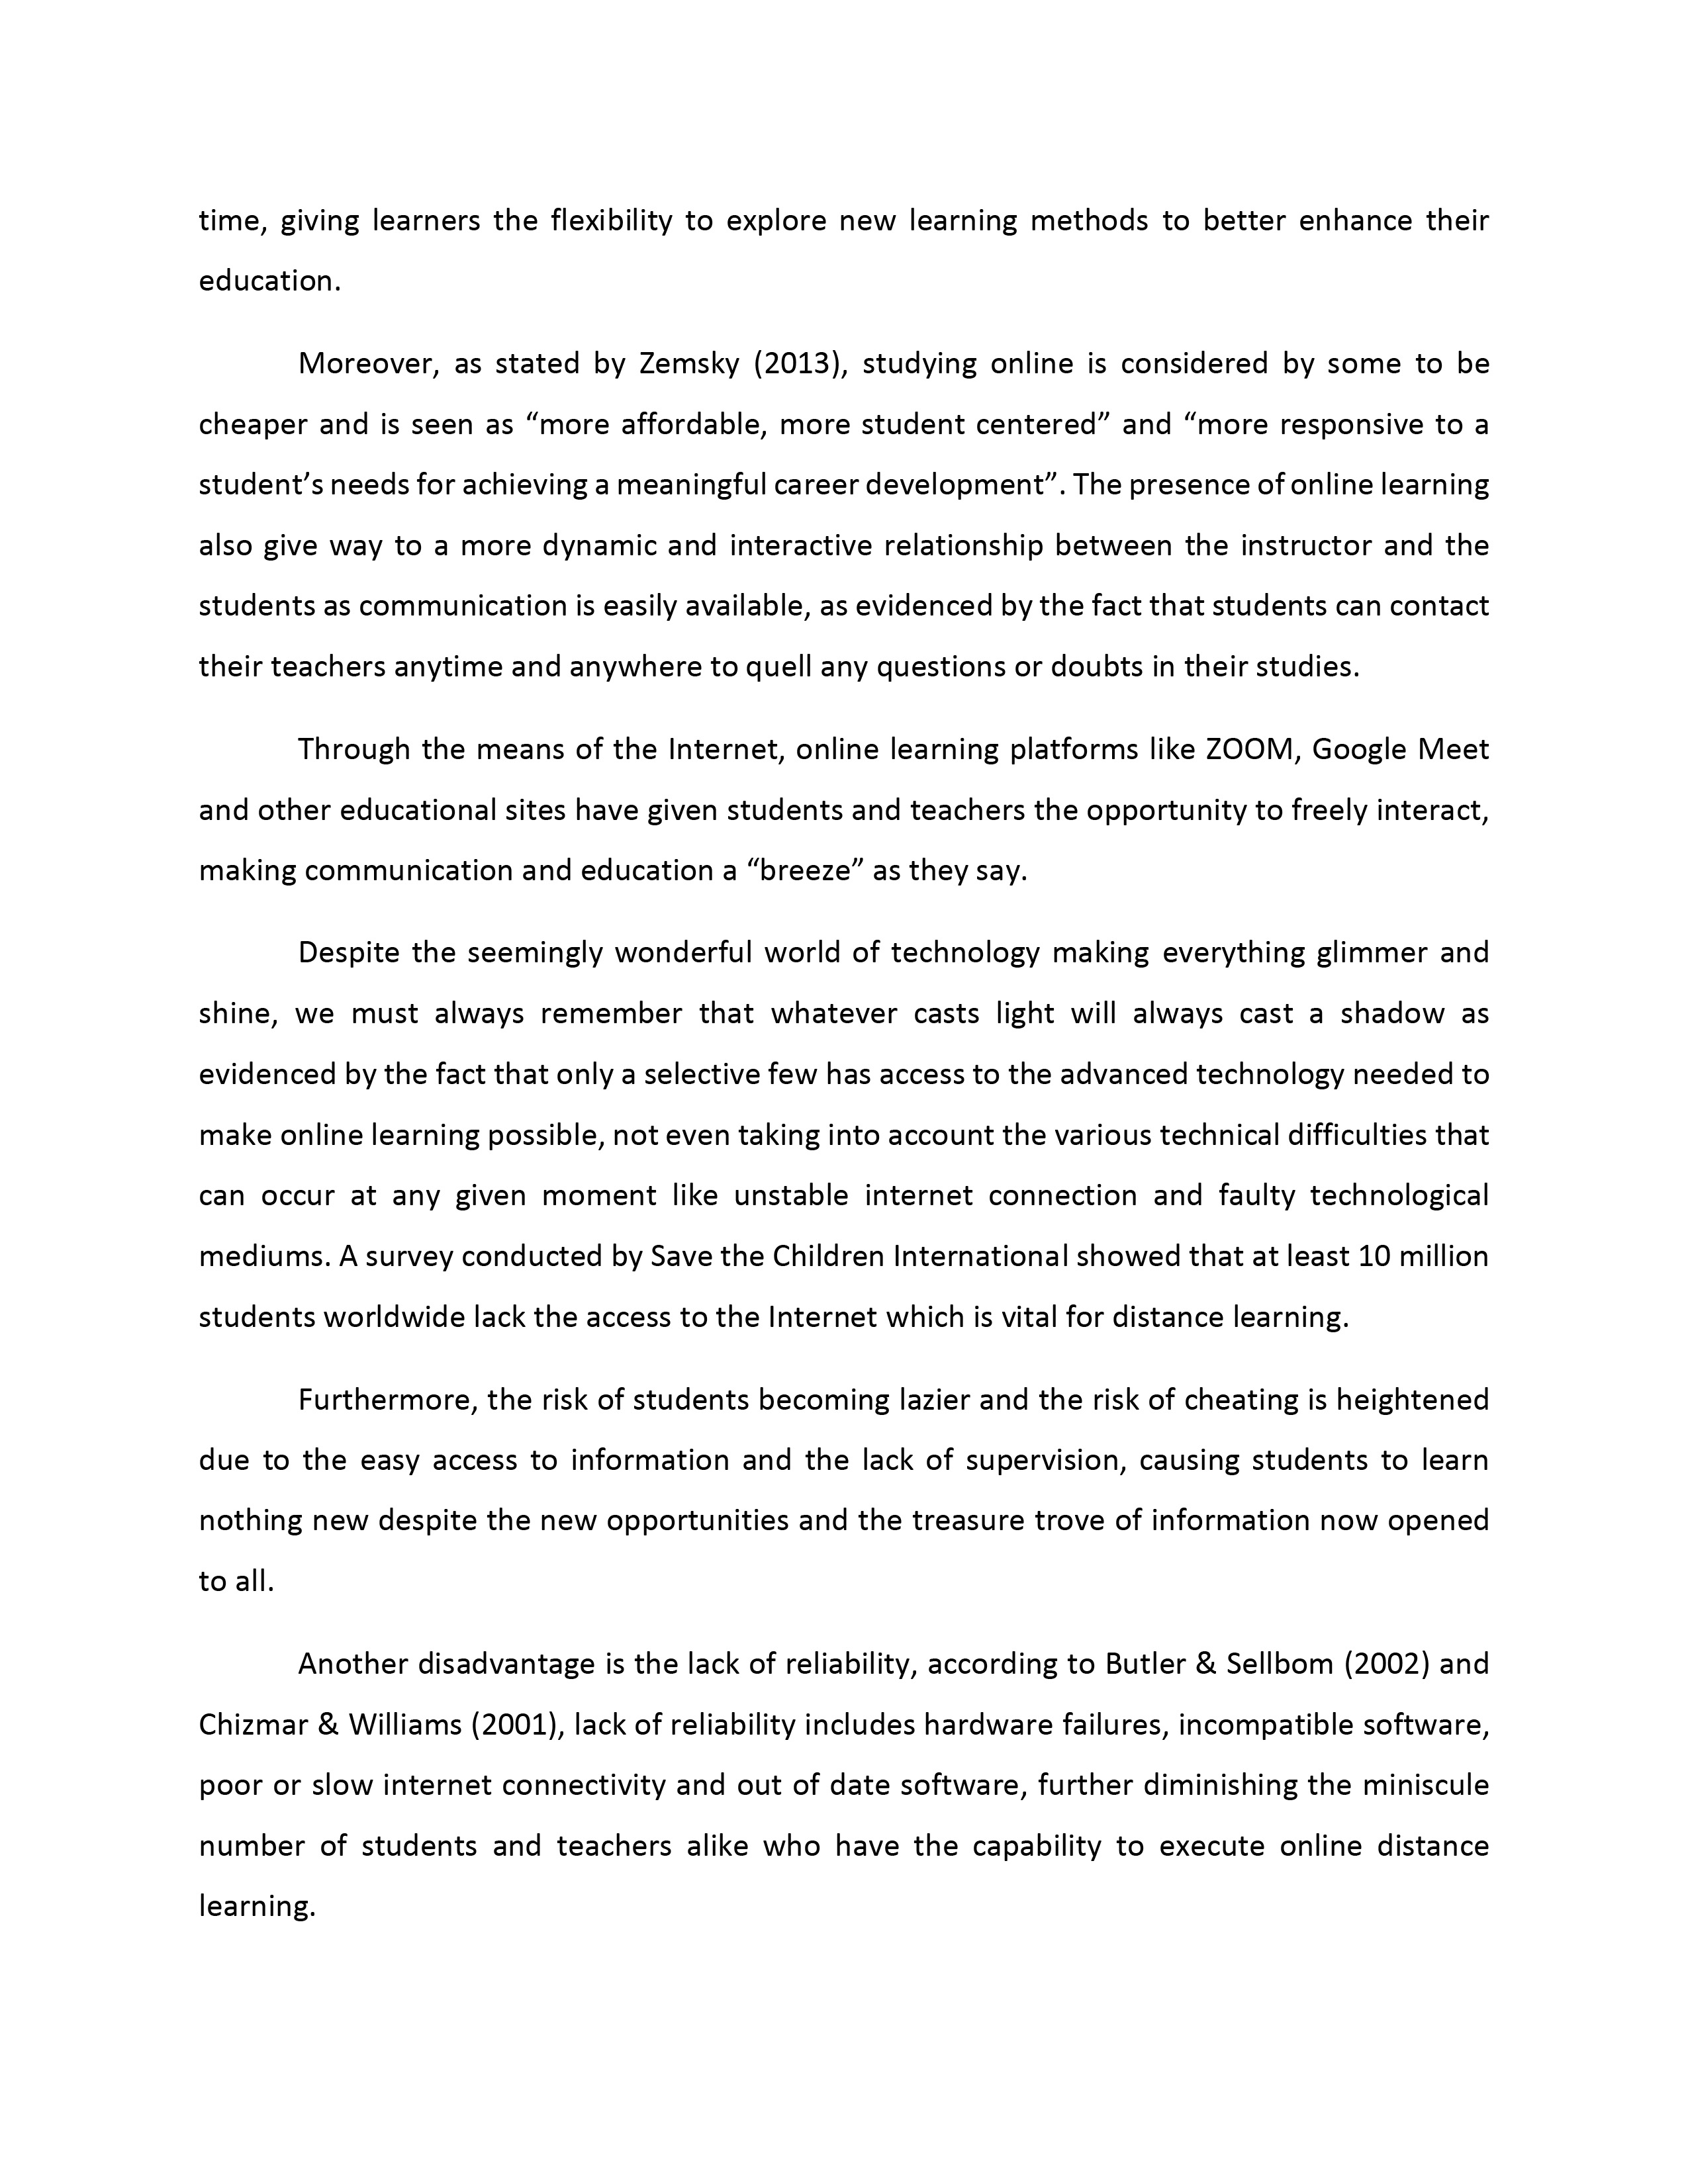 time, giving learners the flexibility to explore new learning methods to better enhance their
education.
Moreover, as stated by Zemsky (2013), studying online is considered by some to be
cheaper and is seen as “more affordable, more student centered” and “more responsive to a
student’s needs for achieving a meaningful career development”. The presence of online learning
also give way to a more dynamic and interactive relationship between the instructor and the
students as communication is easily available, as evidenced by the fact that students can contact
their teachers anytime and anywhere to quell any questions or doubts in their studies.
Through the means of the Internet, online learning platforms like ZOOM, Google Meet
and other educational sites have given students and teachers the opportunity to freely interact,
making communication and education a “breeze” as they say.
Despite the seemingly wonderful world of technology making everything glimmer and
shine, we must always remember that whatever casts light will always cast a shadow as
evidenced by the fact that only a selective few has access to the advanced technology needed to
make online learning possible, not even taking into account the various technical difficulties that
can occur at any given moment like unstable internet connection and faulty technological
mediums. A survey conducted by Save the Children International showed that at least 10 million
students worldwide lack the access to the Internet which is vital for distance learning.
Furthermore, the risk of students becoming lazier and the risk of cheating is heightened
due to the easy access to information and the lack of supervision, causing students to learn
nothing new despite the new opportunities and the treasure trove of information now opened
to all.
Another disadvantage is the lack of reliability, according to Butler & Sellbom (2002) and
Chizmar & Williams (2001), lack of reliability includes hardware failures, incompatible software,
poor or slow internet connectivity and out of date software, further diminishing the miniscule
number of students and teachers alike who have the capability to execute online distance
learning.